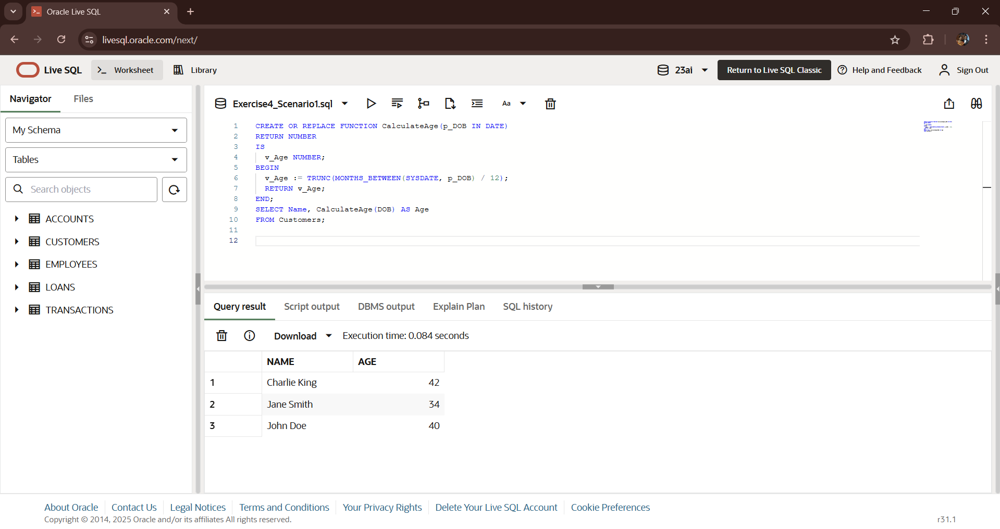 Oracle Live SQL
livesql.oracle.com/next/
Live SQL
Worksheet
Library
23ai
Return to Live SQL Classic
Help and Feedback
Sign Out
Navigator
Files
My Schema
Tables
Search objects
ACCOUNTS
CUSTOMERS
EMPLOYEES
LOANS
TRANSACTIONS
Exercise4_Scenario1.sql
Aa
1 CREATE OR REPLACE FUNCTION CalculateAge(p_DOB IN DATE)
2 RETURN NUMBER
3 IS
4 v_Age NUMBER;
5 BEGIN
6 v_Age := TRUNC(MONTHS_BETWEEN(SYSDATE, p_DOB) / 12);
7 RETURN v_Age;
8 END;
9 SELECT Name, CalculateAge(DOB) AS Age
10 FROM Customers;
11
12
Query result
Script output
DBMS output
Explain Plan
SQL history
Download
Execution time: 0.084 seconds
NAME AGE
1 Charlie King 42
2 Jane Smith 34
3 John Doe 40
About Oracle
Contact Us
Legal Notices
Terms and Conditions
Your Privacy Rights
Delete Your Live SQL Account
Cookie Preferences
Copyright © 2014, 2025 Oracle and/or its affiliates All rights reserved.
r31.1